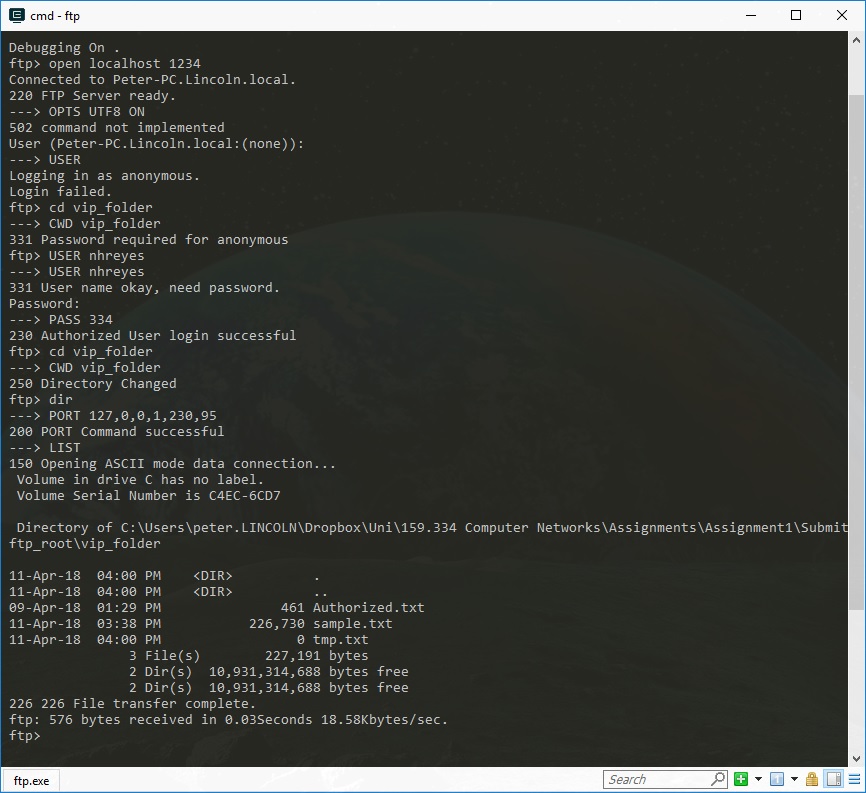 cmd - ftp
Debugging On .
ftp> open localhost 1234
Connected to Peter-PC.Lincoln.local.
220 FTP Server ready.
---> OPTS UTF8 ON
502 command not implemented
User (Peter-PC.Lincoln.local:(none)):
---> USER
Logging in as anonymous.
Login failed.
ftp> cd vip_folder
---> CWD vip_folder
331 Password required for anonymous
ftp> USER nhreyes
---> USER nhreyes
331 User name okay, need password.
Password:
---> PASS 334
230 Authorized User login successful
ftp> cd vip_folder
---> CWD vip_folder
250 Directory Changed
ftp> dir
---> PORT 127,0,0,1,230,95
200 PORT Command successful
---> LIST
150 Opening ASCII mode data connection...
 Volume in drive C has no label.
 Volume Serial Number is C4EC-6CD7
 Directory of C:\Users\peter.LINCOLN\Dropbox\Uni\159.334 Computer Networks\Assignments\Assignment1\Submit
ftp_root\vip_folder
11-Apr-18  04:00 PM    <DIR>          .
11-Apr-18  04:00 PM    <DIR>          ..
09-Apr-18  01:29 PM               461 Authorized.txt
11-Apr-18  03:38 PM           226,730 sample.txt
11-Apr-18  04:00 PM                 0 tmp.txt
               3 File(s)        227,191 bytes
               2 Dir(s)  10,931,314,688 bytes free
               2 Dir(s)  10,931,314,688 bytes free
226 226 File transfer complete.
ftp: 576 bytes received in 0.03Seconds 18.58Kbytes/sec.
ftp>
ftp.exe
Search